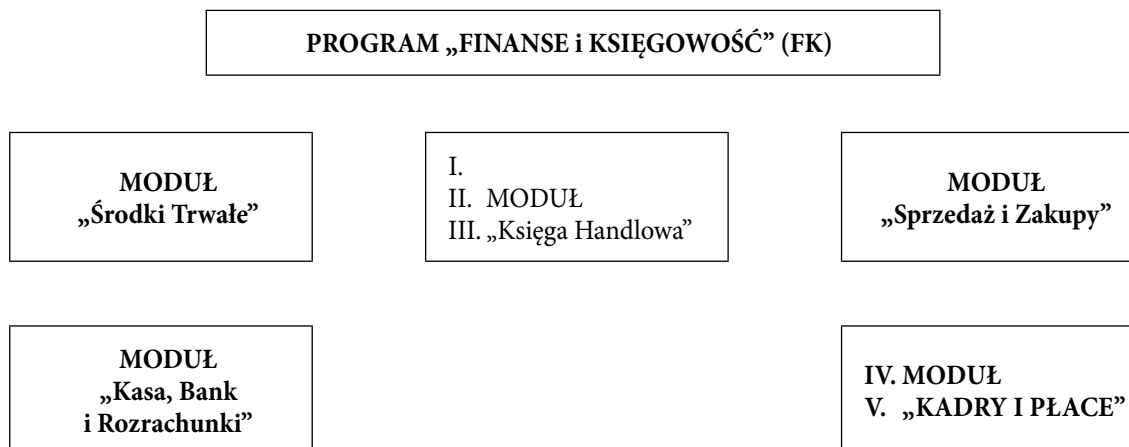 PROGRAM „FINANSE i KSIĘGOWOŚĆ” (FK)
MODUŁ
„Środki Trwałe”
I.
II. MODUŁ
III. „Księga Handlowa”
MODUŁ
„Sprzedaż i Zakupy”
MODUŁ
„Kasa, Bank
i Rozrachunki”
IV. MODUŁ
V. „KADRY I PŁACE”